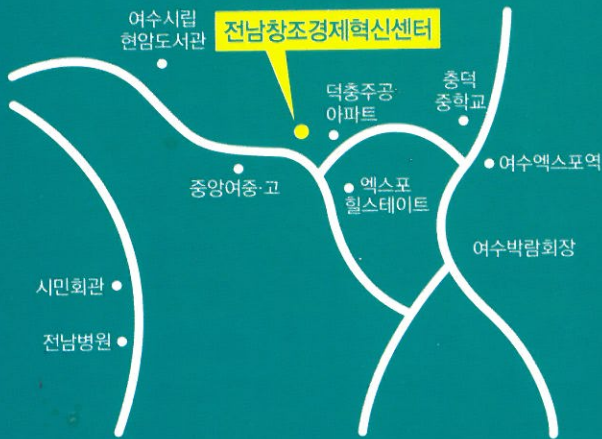 여수시립
현암도서관
전남창조경제혁신센터
덕충주공
아파트
충덕
중학교
중앙여중·고
엑스포
힐스테이트
여수엑스포역
여수박람회장
시민회관
전남병원